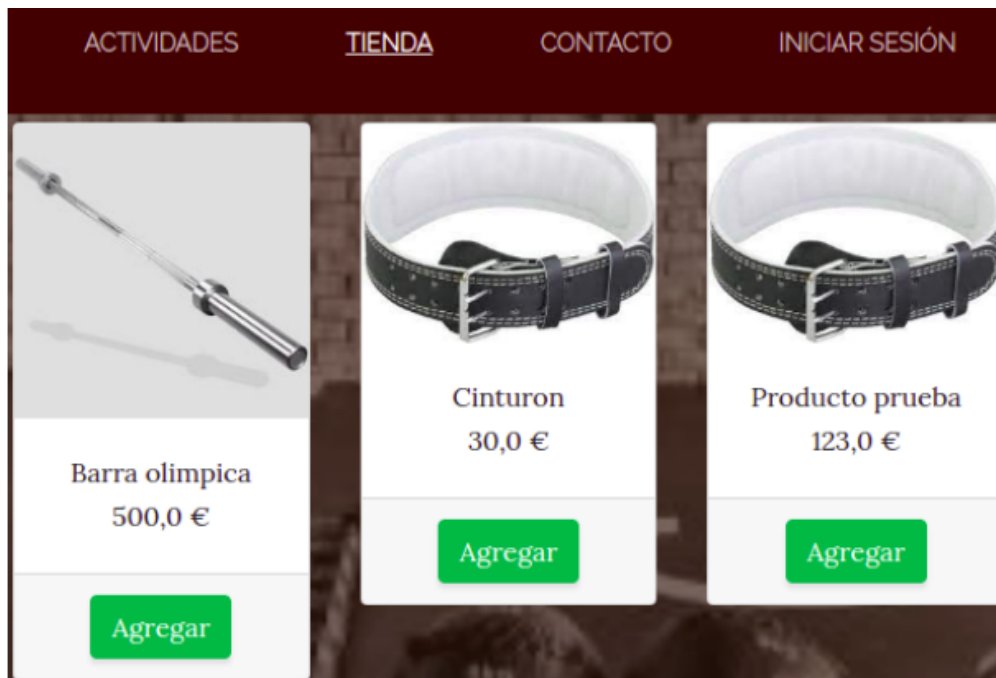 ACTIVIDADES TIENDA CONTACTO INICIAR SESIÓN
Barra olimpica
500,0 €
Agregar
Cinturon
30,0 €
Agregar
Producto prueba
123,0 €
Agregar